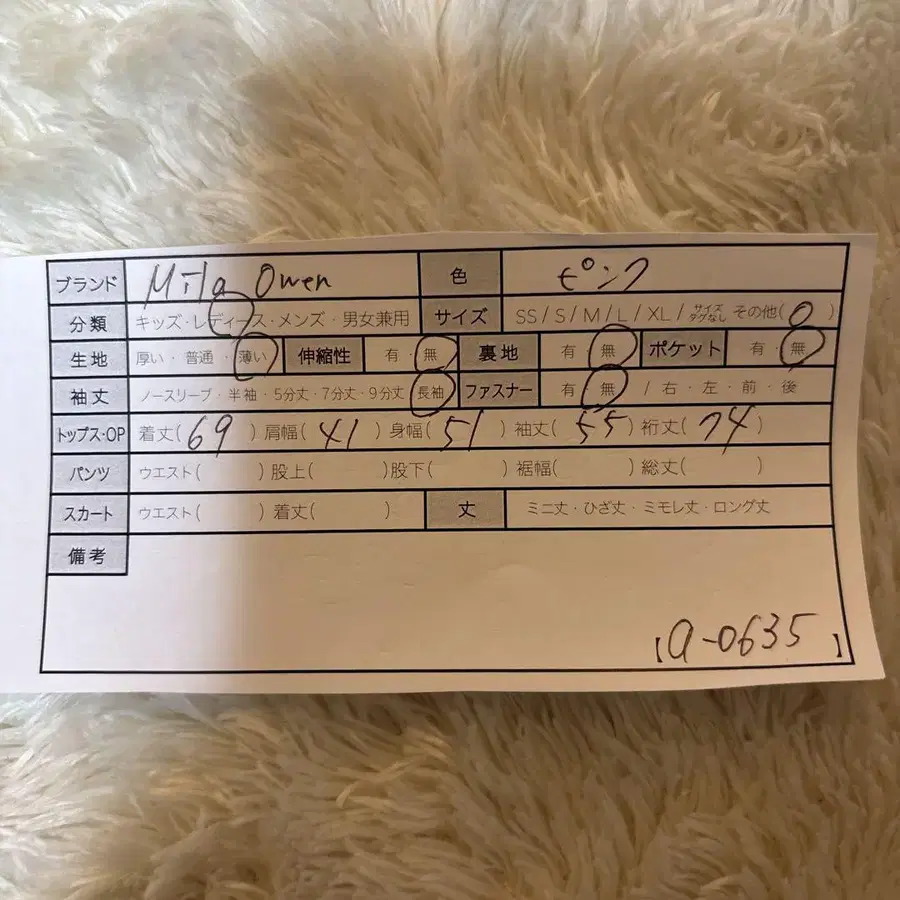 ブランド Mila Owen 色 ピンク
分類 キッズ・レディース・メンズ・男女兼用 サイズ SS / S / M / L / XL / サイズタグなし その他( 0 )
生地 厚い・普通・薄い 伸縮性 有・無 裏地 有・無 ポケット 有・無
袖丈 ノースリーブ・半袖・5分丈・7分丈・9分丈・長袖 ファスナー 有・無 / 右・左・前・後
トップス・OP 着丈( 69 ) 肩幅( 41 ) 身幅( 51 ) 袖丈( 55 ) 裄丈( 74 )
パンツ ウエスト( ) 股上( ) 股下( ) 裾幅( ) 総丈( )
スカート ウエスト( ) 着丈( ) 丈 ミニ丈・ひざ丈・ミモレ丈・ロング丈
備考
【a-0635】